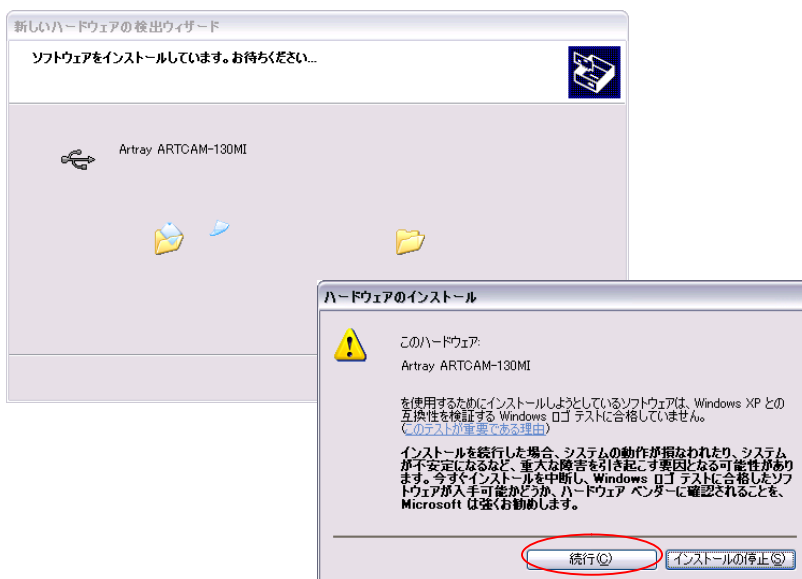 新しいハードウェアの検出ウィザード
ソフトウェアをインストールしています。お待ちください...
Artray ARTCAM-130MI
ハードウェアのインストール
このハードウェア:
Artray ARTCAM-130MI
を使用するためにインストールしようとしているソフトウェアは、Windows XP との
互換性を検証する Windows ロゴ テストに合格していません。
(このテストが重要である理由)
インストールを続行した場合、システムの動作が損なわれたり、システム
が不安定になるなど、重大な障害を引き起こす要因となる可能性があり
ます。今すぐインストールを中断し、Windows ロゴ テストに合格したソフ
トウェアが入手可能かどうか、ハードウェア ベンダーに確認されることを、
Microsoft は強くお勧めします。
続行(C)
インストールの停止(S)